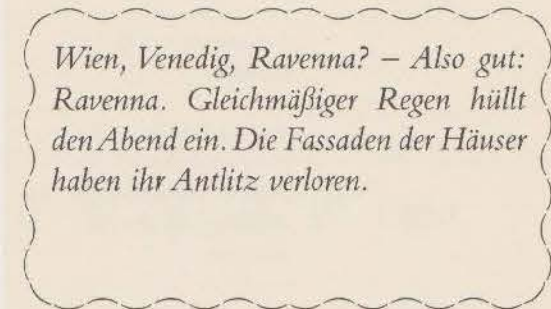 Wien, Venedig, Ravenna? – Also gut:
Ravenna. Gleichmäßiger Regen hüllt
den Abend ein. Die Fassaden der Häuser
haben ihr Antlitz verloren.